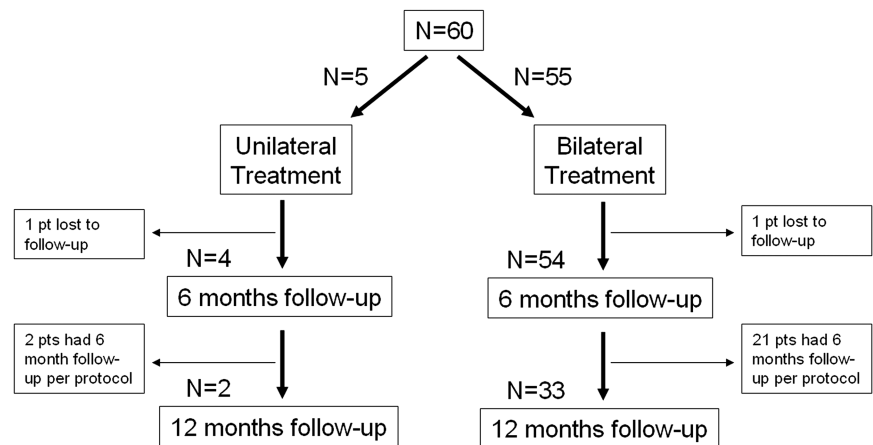 N=60
N=5
N=55
Unilateral
Treatment
Bilateral
Treatment
1 pt lost to
follow-up
1 pt lost to
follow-up
N=4
N=54
6 months follow-up
6 months follow-up
2 pts had 6
month follow-
up per protocol
21 pts had 6
months follow-
up per protocol
N=2
N=33
12 months follow-up
12 months follow-up